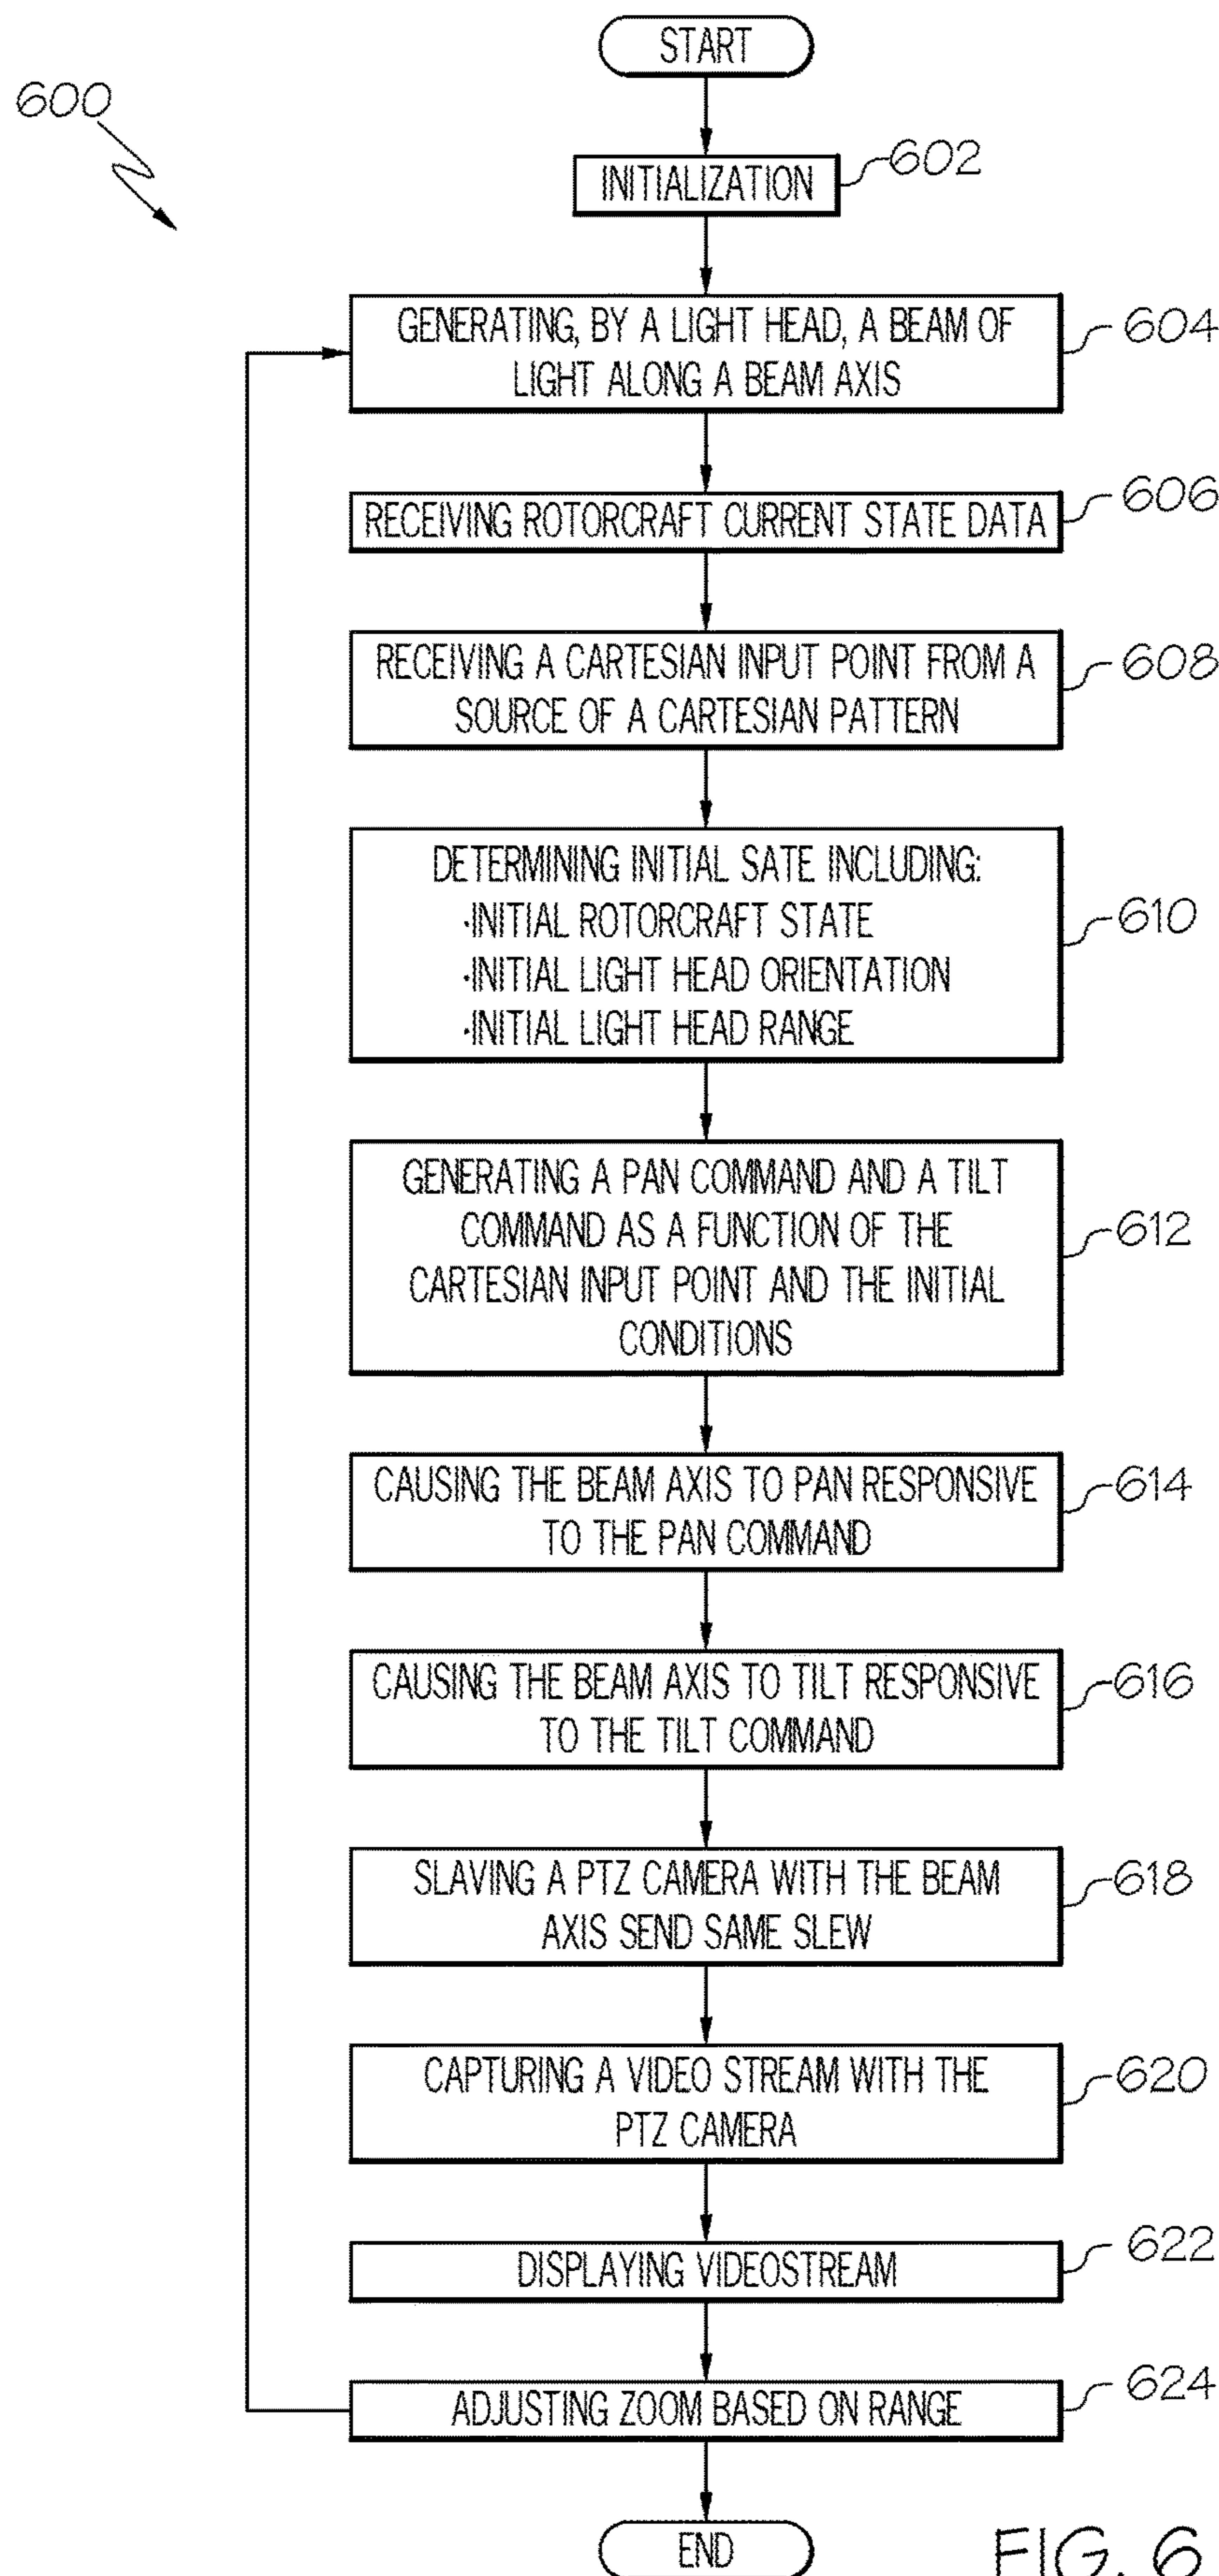 START
600
INITIALIZATION
602
GENERATING, BY A LIGHT HEAD, A BEAM OF
LIGHT ALONG A BEAM AXIS
604
RECEIVING ROTORCRAFT CURRENT STATE DATA
606
RECEIVING A CARTESIAN INPUT POINT FROM A
SOURCE OF A CARTESIAN PATTERN
608
DETERMINING INITIAL SATE INCLUDING:
·INITIAL ROTORCRAFT STATE
·INITIAL LIGHT HEAD ORIENTATION
·INITIAL LIGHT HEAD RANGE
610
GENERATING A PAN COMMAND AND A TILT
COMMAND AS A FUNCTION OF THE
CARTESIAN INPUT POINT AND THE INITIAL
CONDITIONS
612
CAUSING THE BEAM AXIS TO PAN RESPONSIVE
TO THE PAN COMMAND
614
CAUSING THE BEAM AXIS TO TILT RESPONSIVE
TO THE TILT COMMAND
616
SLAVING A PTZ CAMERA WITH THE BEAM
AXIS SEND SAME SLEW
618
CAPTURING A VIDEO STREAM WITH THE
PTZ CAMERA
620
DISPLAYING VIDEOSTREAM
622
ADJUSTING ZOOM BASED ON RANGE
624
END
FIG. 6